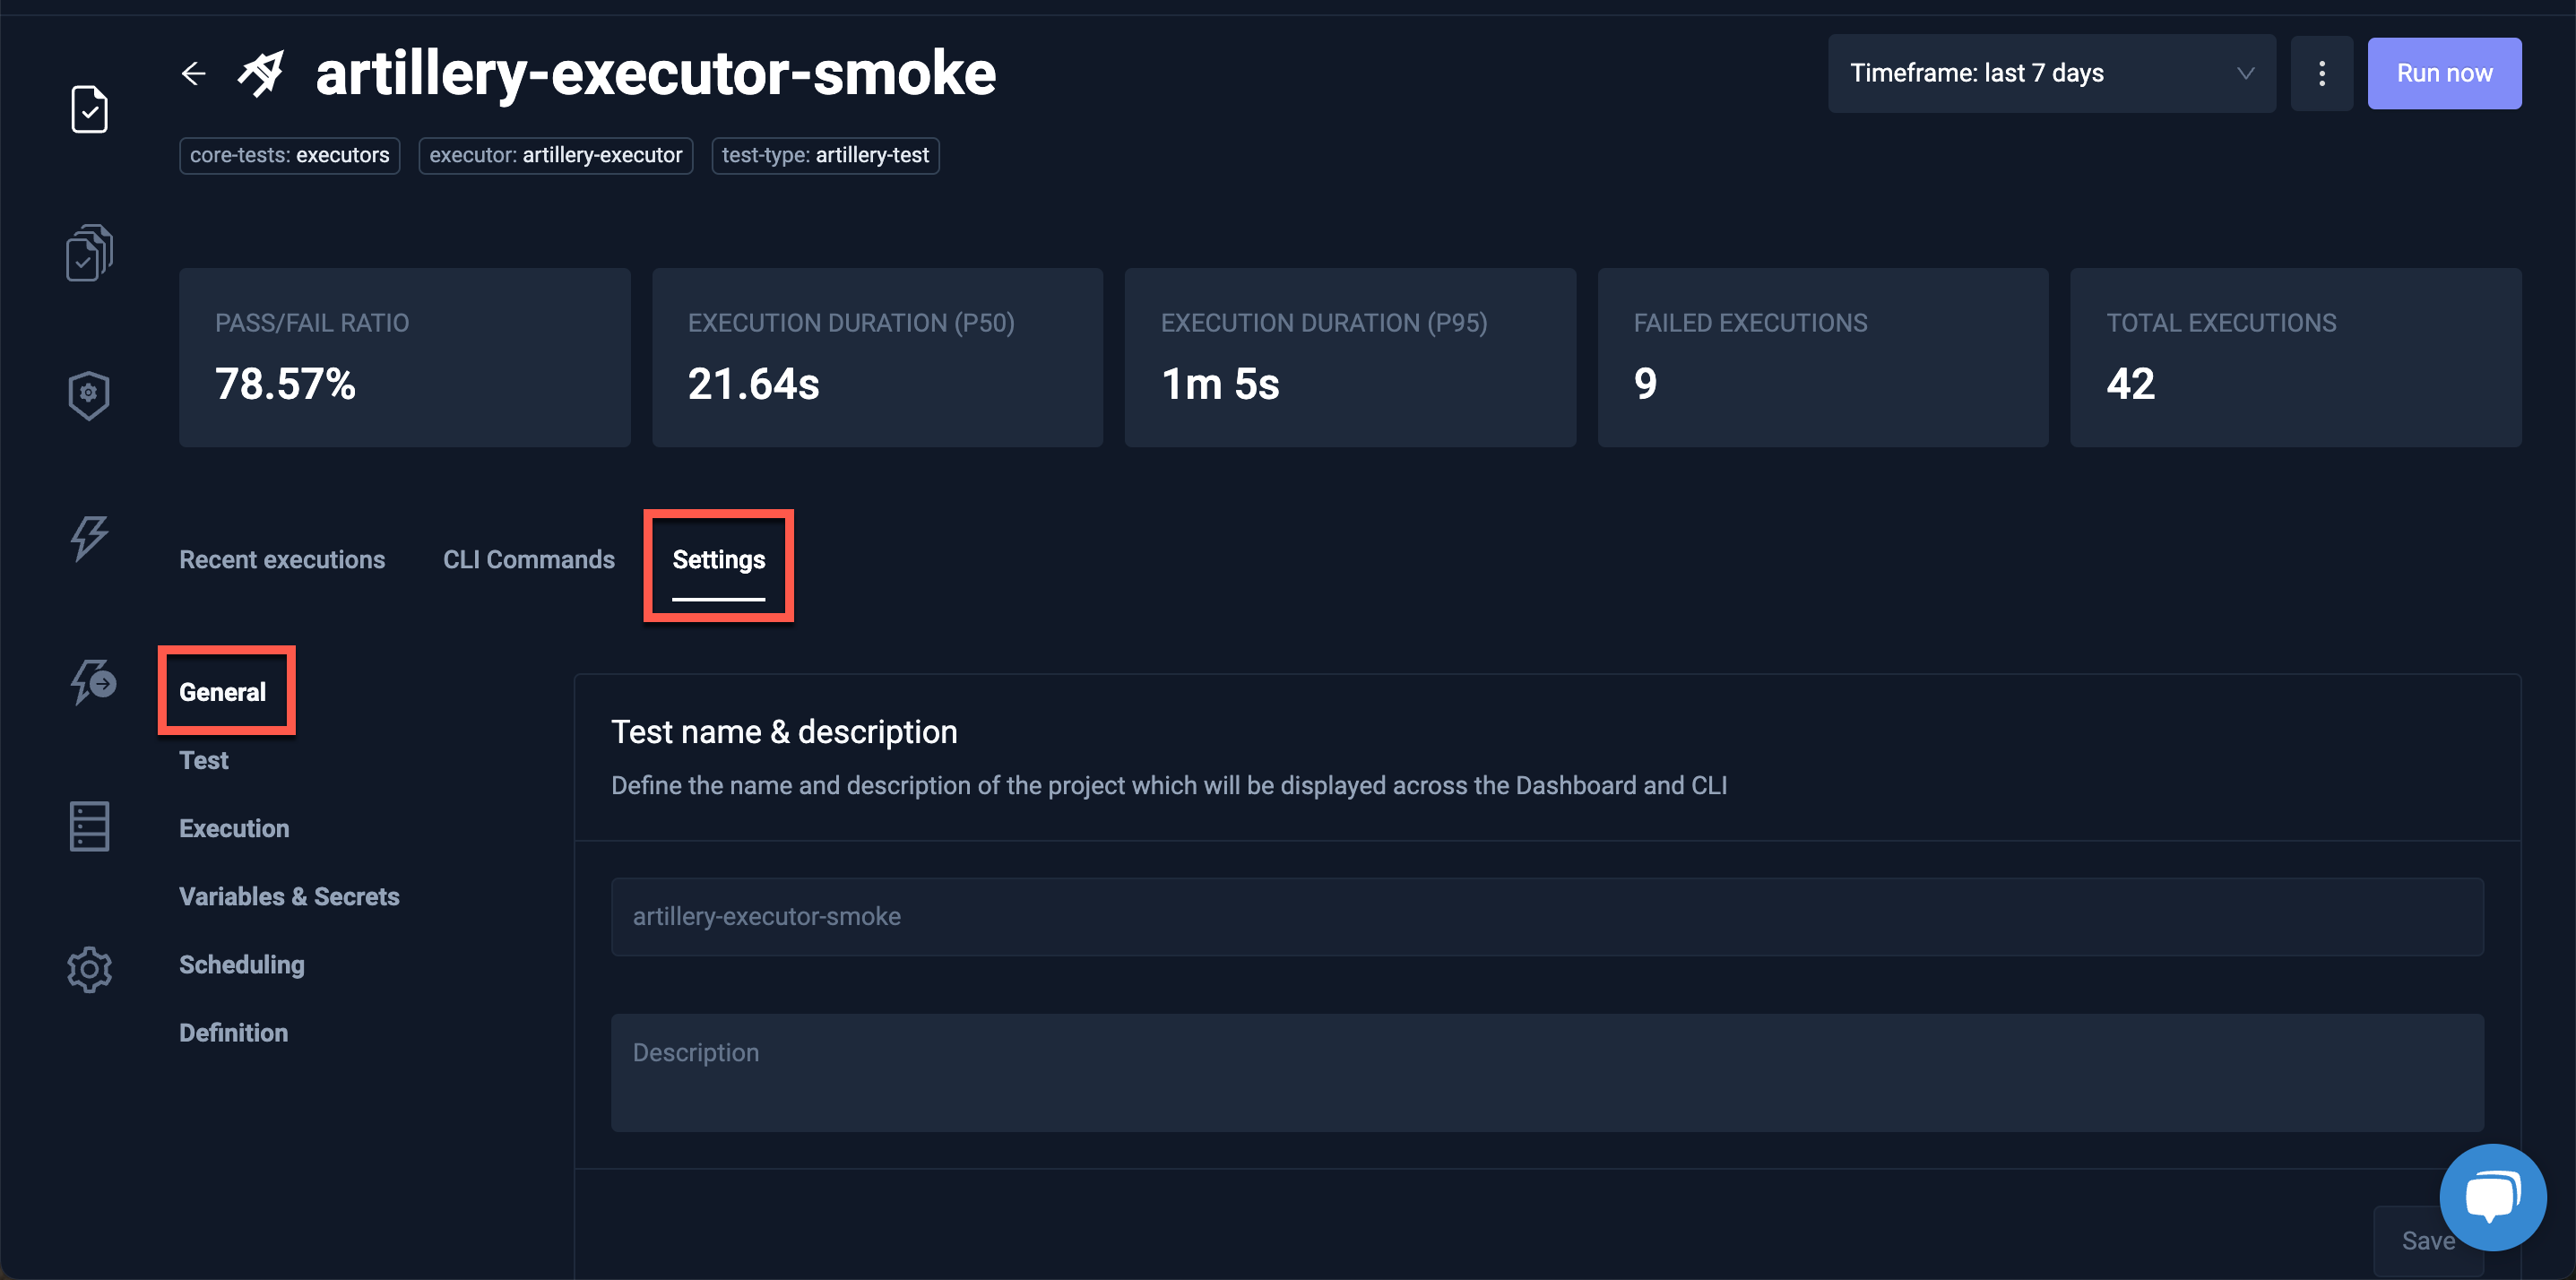 artillery-executor-smoke
Timeframe: last 7 days
Run now
core-tests: executors
executor: artillery-executor
test-type: artillery-test
PASS/FAIL RATIO
78.57%
EXECUTION DURATION (P50)
21.64s
EXECUTION DURATION (P95)
1m 5s
FAILED EXECUTIONS
9
TOTAL EXECUTIONS
42
Recent executions
CLI Commands
Settings
General
Test
Execution
Variables & Secrets
Scheduling
Definition
Test name & description
Define the name and description of the project which will be displayed across the Dashboard and CLI
artillery-executor-smoke
Description
Save